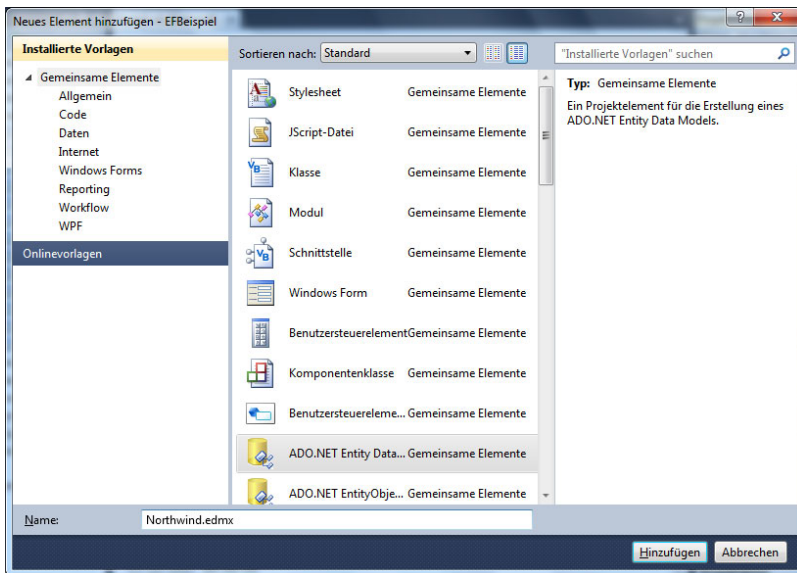 Neues Element hinzufügen - EFBeispiel
Installierte Vorlagen
Gemeinsame Elemente
Allgemein
Code
Daten
Internet
Windows Forms
Reporting
Workflow
WPF
Onlinevorlagen
Sortieren nach: Standard
Stylesheet Gemeinsame Elemente
JScript-Datei Gemeinsame Elemente
Klasse Gemeinsame Elemente
Modul Gemeinsame Elemente
Schnittstelle Gemeinsame Elemente
Windows Form Gemeinsame Elemente
Benutzersteuerelement Gemeinsame Elemente
Komponentenklasse Gemeinsame Elemente
Benutzersteuereleme... Gemeinsame Elemente
ADO.NET Entity Data... Gemeinsame Elemente
ADO.NET EntityObje... Gemeinsame Elemente
"Installierte Vorlagen" suchen
Typ: Gemeinsame Elemente
Ein Projektelement für die Erstellung eines
ADO.NET Entity Data Models.
Name: Northwind.edmx
Hinzufügen Abbrechen